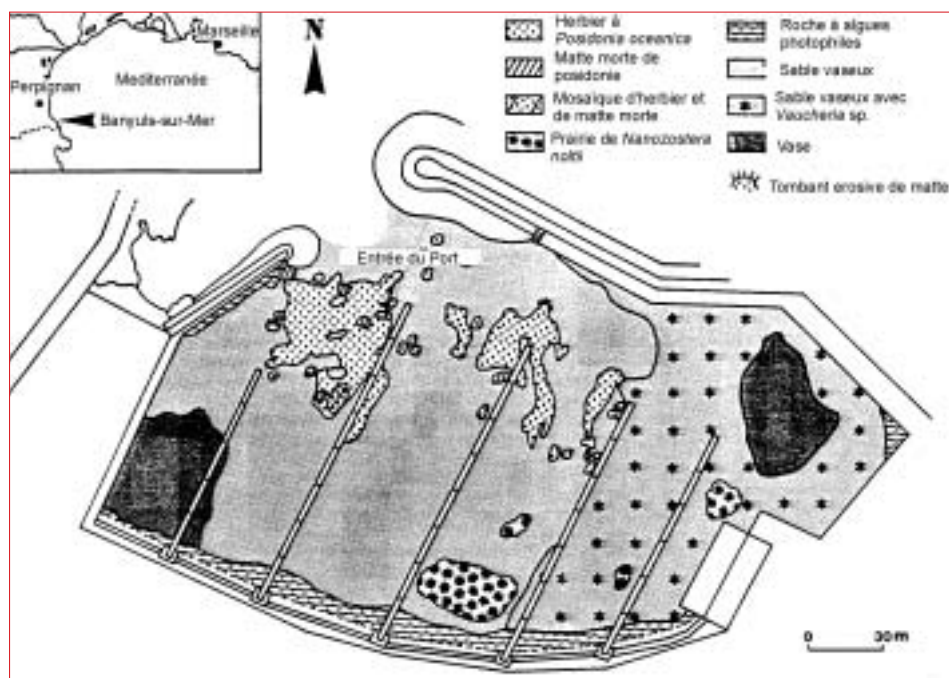 Marseille
Mediterranée
Perpignan
Banyuls-sur-Mer
N
Herbier à
Posidonia oceanica
Matte morte de
posidonie
Mosaïque d'herbier et
de matte morte
Prairie de Nanozostera
noltii
Roche à algues
photophiles
Sable vaseux
Sable vaseux avec
Vaucheria sp.
Vase
Tombant erosive de matte
Entrée du Port
0 30 m